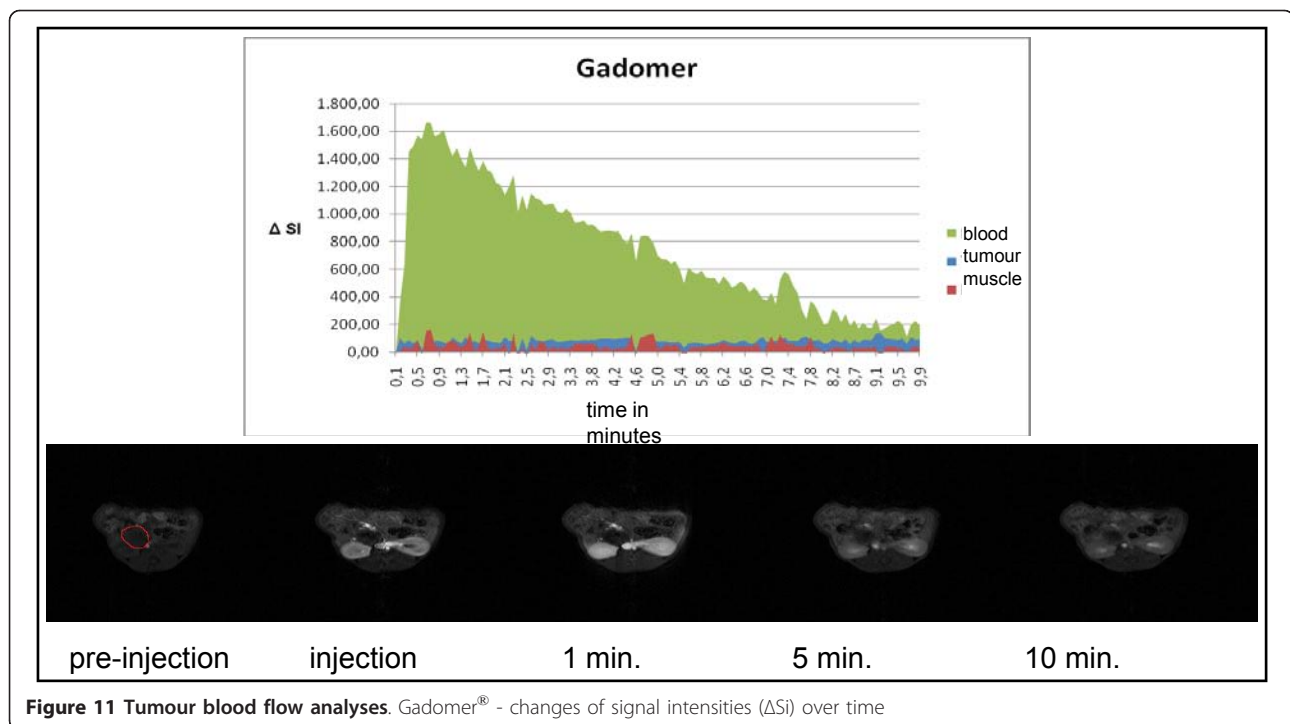 Gadomer
1.800,00
1.600,00
1.400,00
1.200,00
1.000,00
800,00
600,00
400,00
200,00
0,00
Δ SI
blood
tumour
muscle
0,1 0,5 0,9 1,3 1,7 2,1 2,5 2,9 3,3 3,8 4,2 4,6 5,0 5,4 5,8 6,2 6,6 7,0 7,4 7,8 8,2 8,7 9,1 9,5 9,9
time in
minutes
pre-injection injection 1 min. 5 min. 10 min.
Figure 11 Tumour blood flow analyses. Gadomer® - changes of signal intensities (ΔSi) over time